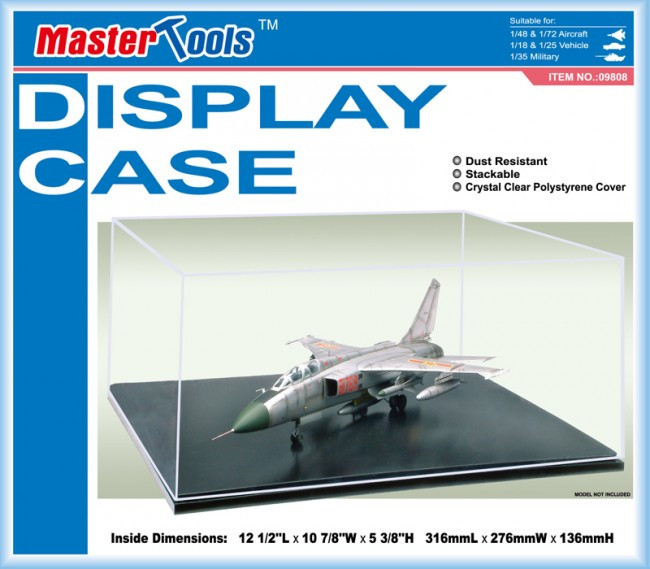 Master Tools™
Suitable for:
1/48 & 1/72 Aircraft
1/18 & 1/25 Vehicle
1/35 Military
ITEM NO.:09808
DISPLAY
CASE
Dust Resistant
Stackable
Crystal Clear Polystyrene Cover
MODEL NOT INCLUDED
Inside Dimensions: 12 1/2"L x 10 7/8"W x 5 3/8"H 316mmL x 276mmW x 136mmH